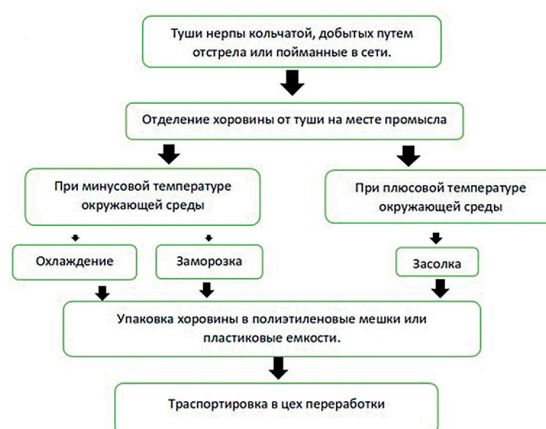 Туши нерпы кольчатой, добытых путем
отстрела или пойманные в сети.
Отделение хоровины от туши на месте промысла
При минусовой температуре
окружающей среды
При плюсовой температуре
окружающей среды
Охлаждение
Заморозка
Засолка
Упаковка хоровины в полиэтиленовые мешки или
пластиковые емкости.
Траспортировка в цех переработки